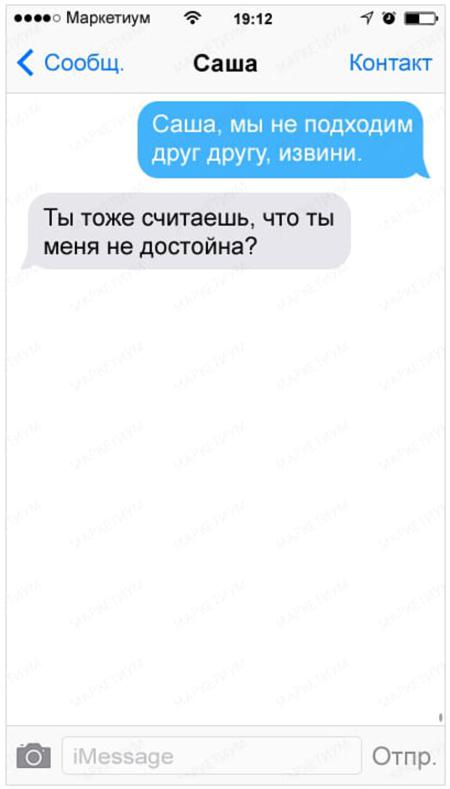 Маркетиум 19:12
Сообщ. Саша Контакт
Саша, мы не подходим
друг другу, извини.
Ты тоже считаешь, что ты
меня не достойна?
iMessage Отпр.
МАРКЕТИУМ